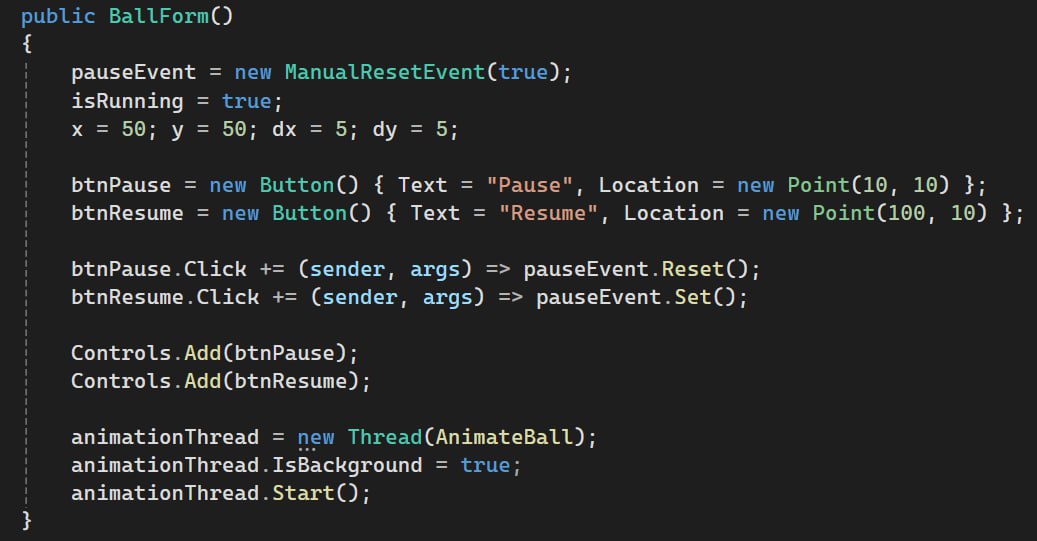 public BallForm()
{
pauseEvent = new ManualResetEvent(true);
isRunning = true;
x = 50; y = 50; dx = 5; dy = 5;
btnPause = new Button() { Text = "Pause", Location = new Point(10, 10) };
btnResume = new Button() { Text = "Resume", Location = new Point(100, 10) };
btnPause.Click += (sender, args) => pauseEvent.Reset();
btnResume.Click += (sender, args) => pauseEvent.Set();
Controls.Add(btnPause);
Controls.Add(btnResume);
animationThread = new Thread(AnimateBall);
animationThread.IsBackground = true;
animationThread.Start();
}